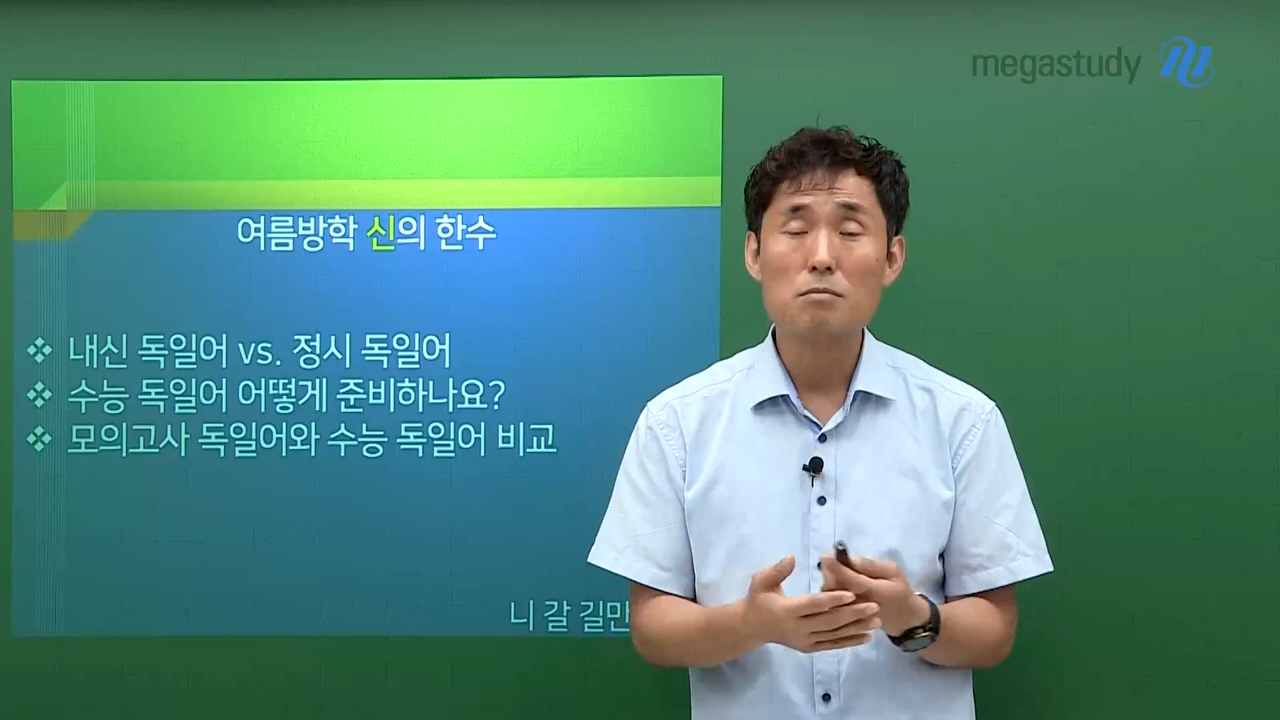 megastudy
여름방학 신의 한수
❖ 내신 독일어 vs. 정시 독일어
❖ 수능 독일어 어떻게 준비하나요?
❖ 모의고사 독일어와 수능 독일어 비교
니 갈 길만